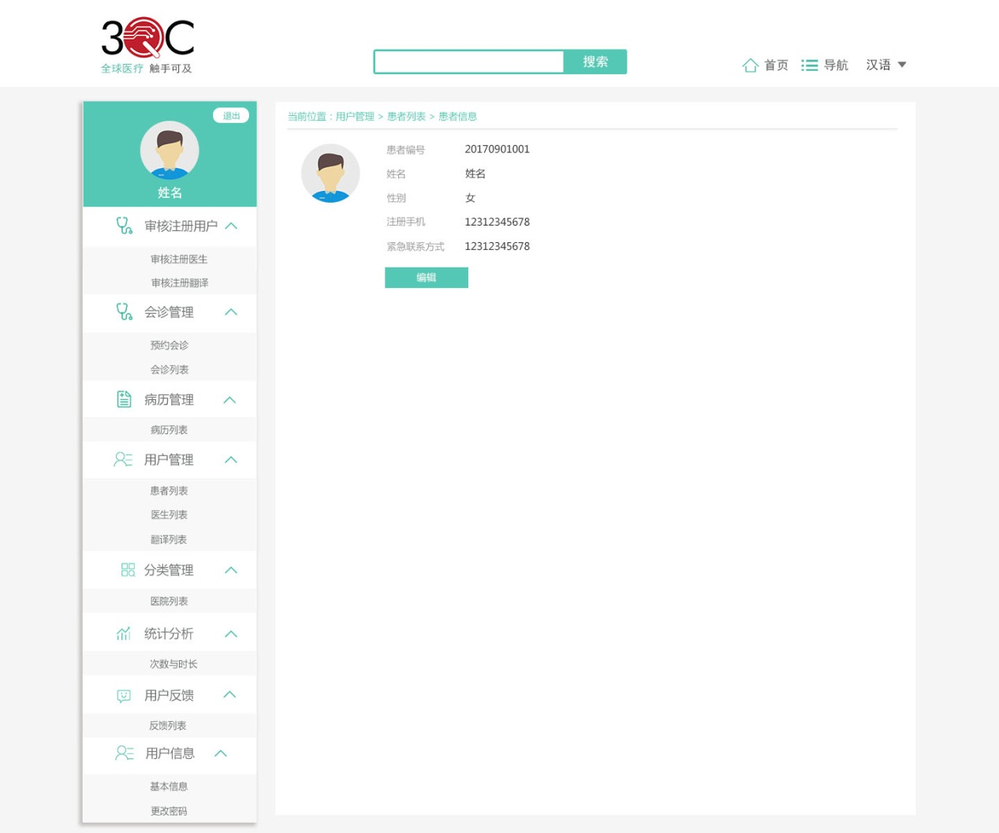 3QC
全球医疗 触手可及
搜索
首页 导航 汉语
退出
姓名
审核注册用户
审核注册医生
审核注册翻译
会诊管理
预约会诊
会诊列表
病历管理
病历列表
用户管理
患者列表
医生列表
翻译列表
分类管理
医院列表
统计分析
次数与时长
用户反馈
反馈列表
用户信息
基本信息
更改密码
当前位置：用户管理 > 患者列表 > 患者信息
患者编号 20170901001
姓名 姓名
性别 女
注册手机 12312345678
紧急联系方式 12312345678
编辑